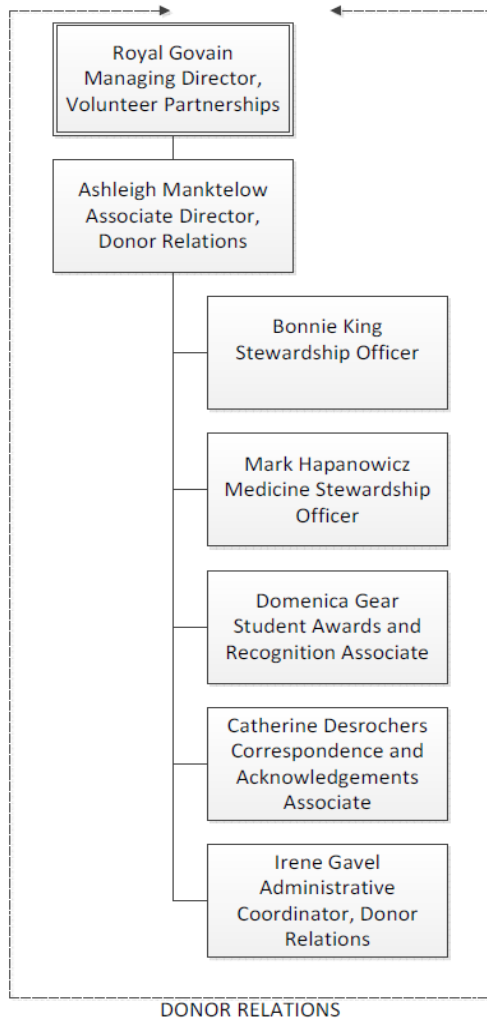 Royal Govain
Managing Director,
Volunteer Partnerships
Ashleigh Manktelow
Associate Director,
Donor Relations
Bonnie King
Stewardship Officer
Mark Hapanowicz
Medicine Stewardship
Officer
Domenica Gear
Student Awards and
Recognition Associate
Catherine Desrochers
Correspondence and
Acknowledgements
Associate
Irene Gavel
Administrative
Coordinator, Donor
Relations
DONOR RELATIONS